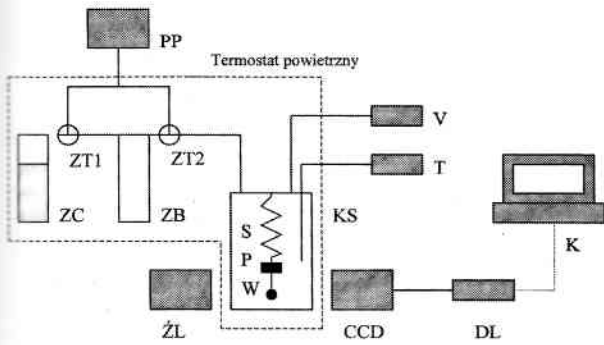 PP
Termostat powietrzny
V
ZT1 ZT2
T
ZC ZB S KS
P
W
K
ŹL CCD DL